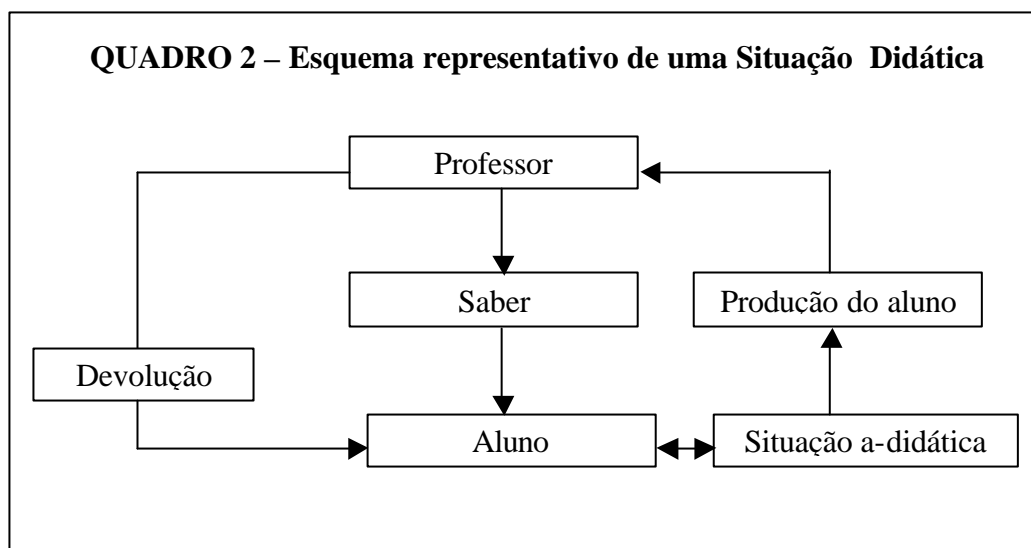 QUADRO 2 – Esquema representativo de uma Situação Didática
Professor
Saber
Produção do aluno
Devolução
Aluno
Situação a-didática